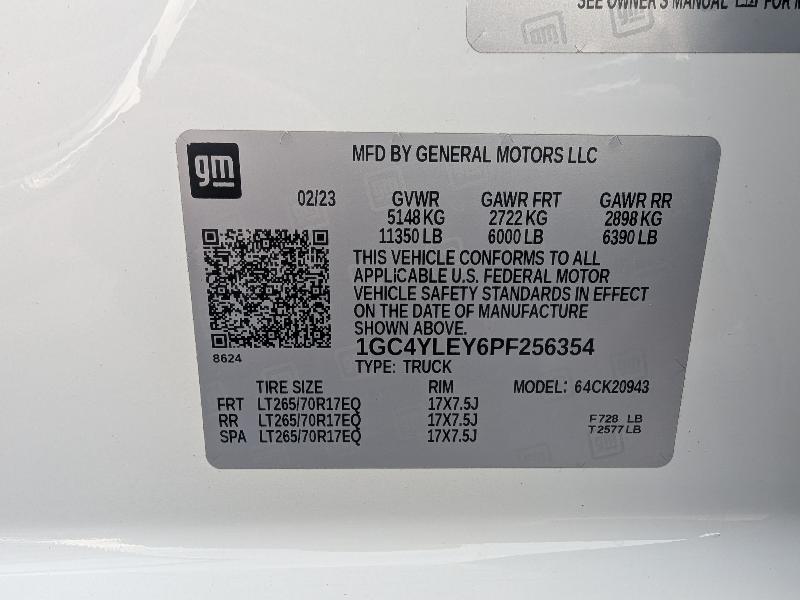 SEE OWNER'S MANUAL FOR M
gm
MFD BY GENERAL MOTORS LLC
02/23 GVWR GAWR FRT GAWR RR
5148 KG 2722 KG 2898 KG
11350 LB 6000 LB 6390 LB
THIS VEHICLE CONFORMS TO ALL
APPLICABLE U.S. FEDERAL MOTOR
VEHICLE SAFETY STANDARDS IN EFFECT
ON THE DATE OF MANUFACTURE
SHOWN ABOVE.
8624
1GC4YLEY6PF256354
TYPE: TRUCK
TIRE SIZE RIM MODEL: 64CK20943
FRT LT265/70R17EQ 17X7.5J
RR LT265/70R17EQ 17X7.5J F728 LB
SPA LT265/70R17EQ 17X7.5J T2577 LB